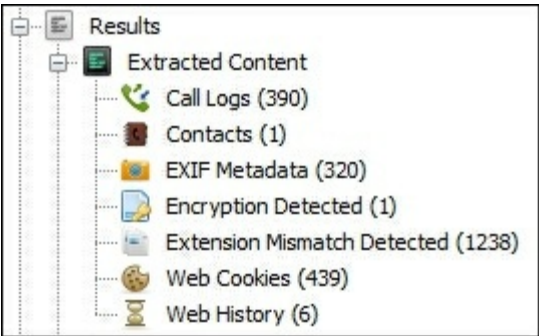 Results
Extracted Content
Call Logs (390)
Contacts (1)
EXIF Metadata (320)
Encryption Detected (1)
Extension Mismatch Detected (1238)
Web Cookies (439)
Web History (6)